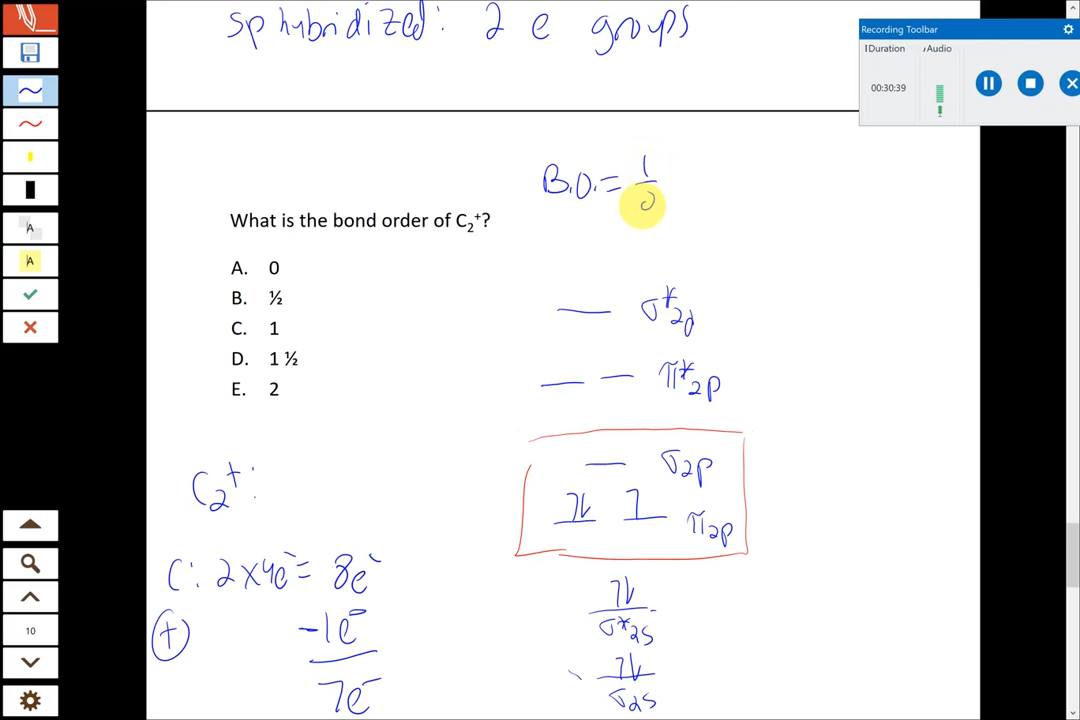 sp hybridized: 2 e groups
Recording Toolbar
Duration
Audio
00:30:39
B.O. = 1
What is the bond order of C₂⁺?
A. 0
B. ½
C. 1
D. 1 ½
E. 2
σ*2p
π*2p
σ2p
π2p
C₂⁺:
C: 2×4e⁻ = 8e⁻
+ -1e⁻
7e⁻
σ*2s
σ2s
A
A
10